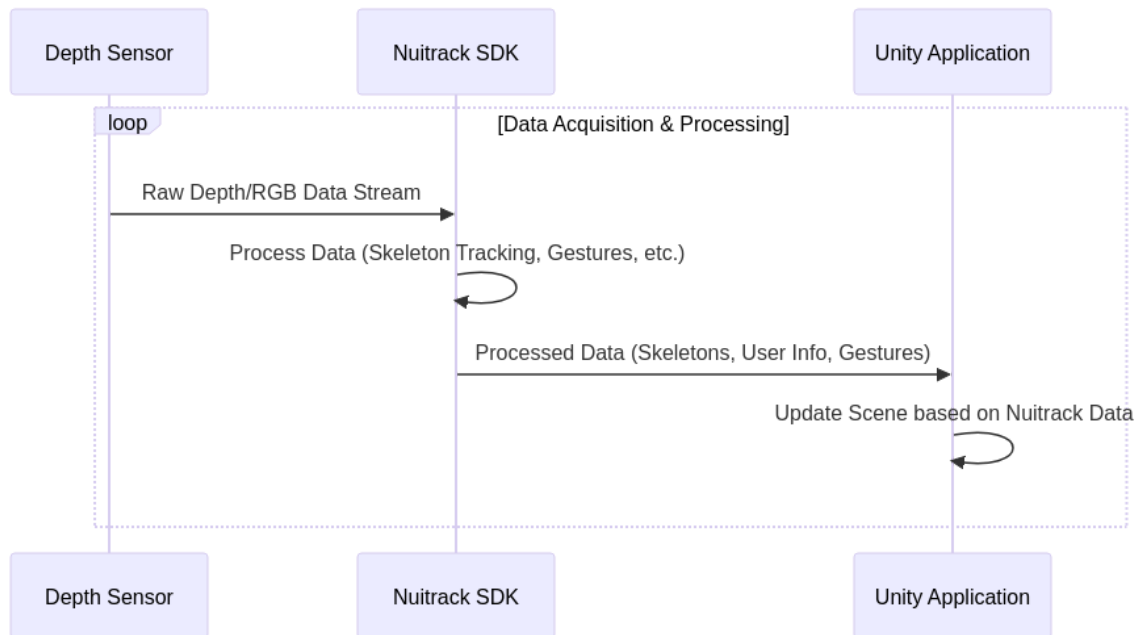 Depth Sensor
Nuitrack SDK
Unity Application
loop
[Data Acquisition & Processing]
Raw Depth/RGB Data Stream
Process Data (Skeleton Tracking, Gestures, etc.)
Processed Data (Skeletons, User Info, Gestures)
Update Scene based on Nuitrack Data
Depth Sensor
Nuitrack SDK
Unity Application